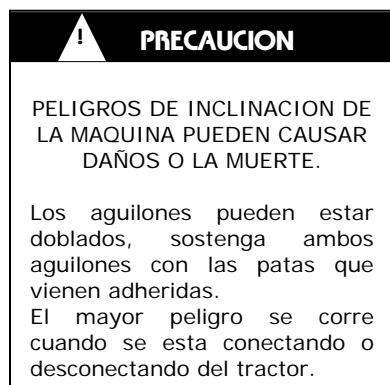 ! PRECAUCION
PELIGROS DE INCLINACION DE
LA MAQUINA PUEDEN CAUSAR
DAÑOS O LA MUERTE.
Los aguilones pueden estar
doblados, sostenga ambos
aguilones con las patas que
vienen adheridas.
El mayor peligro se corre
cuando se esta conectando o
desconectando del tractor.